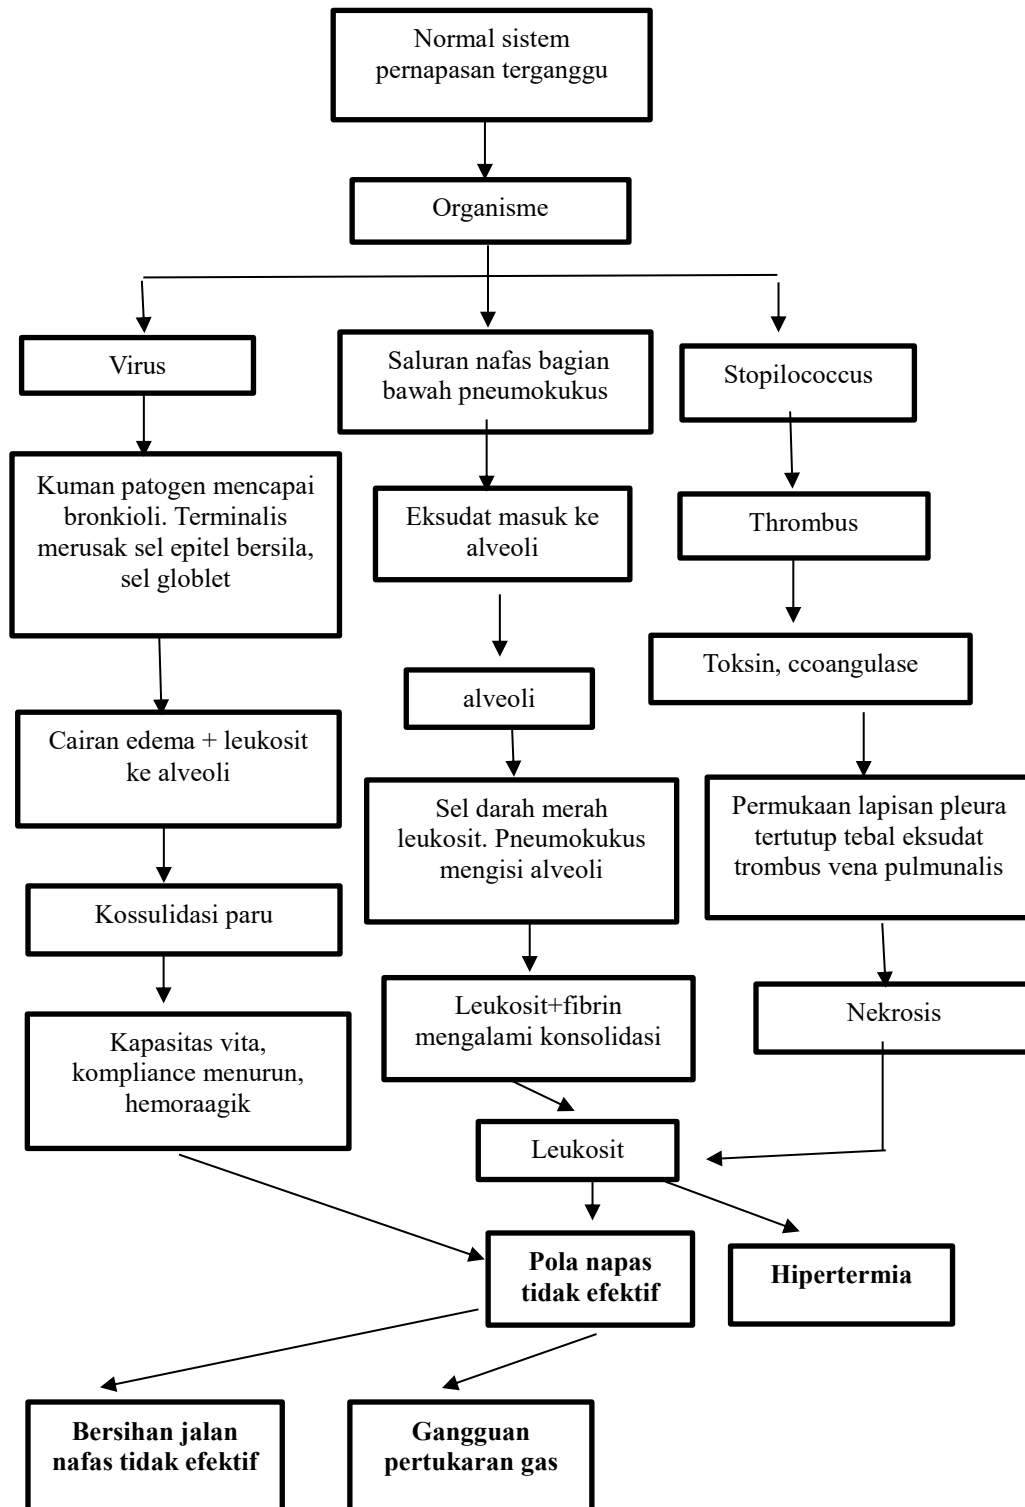 Normal sistem
pernapasan terganggu
Organisme
Virus
Saluran nafas bagian
bawah pneumokukus
Stopilococcus
Kuman patogen mencapai
bronkioli. Terminalis
merusak sel epitel bersila,
sel globlet
Eksudat masuk ke
alveoli
Thrombus
Toksin, ccoangulase
alveoli
Cairan edema + leukosit
ke alveoli
Sel darah merah
leukosit. Pneumokukus
mengisi alveoli
Permukaan lapisan pleura
tertutup tebal eksudat
trombus vena pulmunalis
Kossulidasi paru
Leukosit+fibrin
mengalami konsolidasi
Nekrosis
Kapasitas vita,
kompliance menurun,
hemoraagik
Leukosit
Pola napas
tidak efektif
Hipertermia
Bersihan jalan
nafas tidak efektif
Gangguan
pertukaran gas